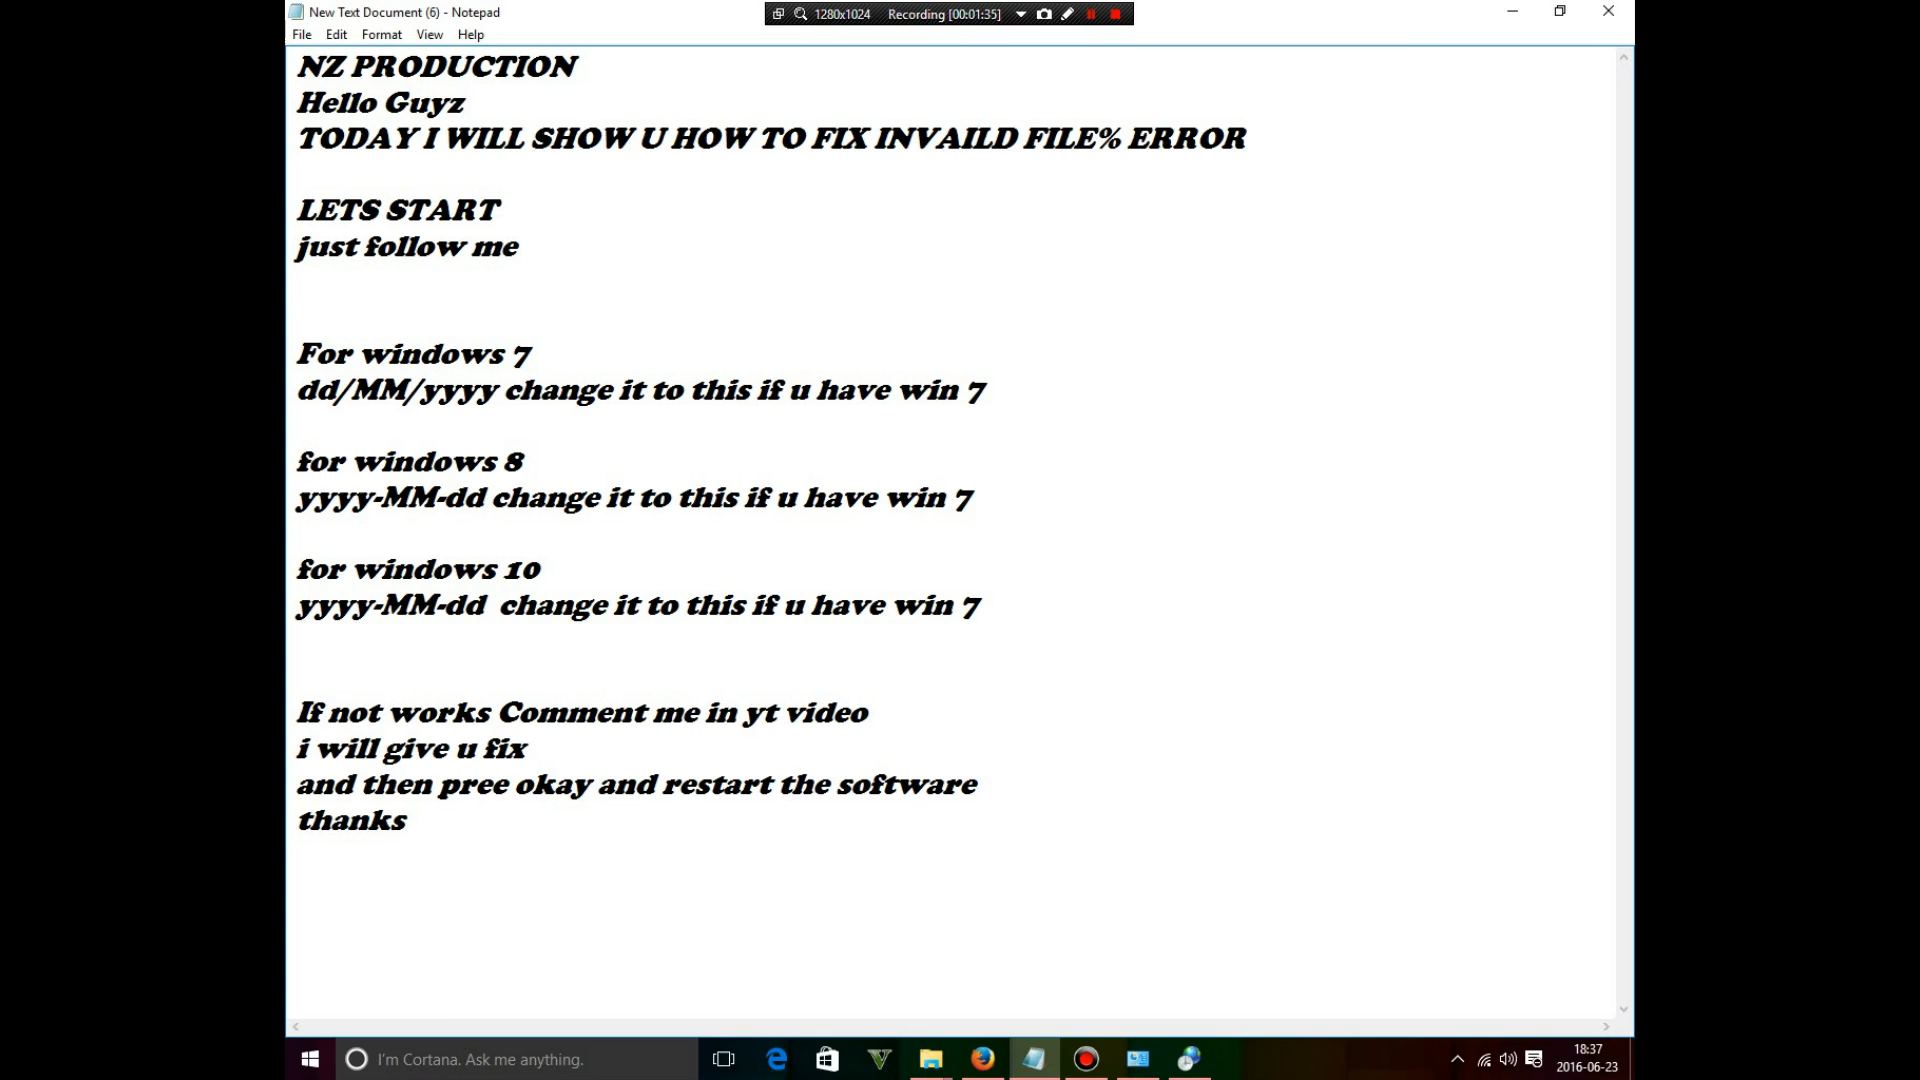 New Text Document (6) - Notepad
1280x1024 Recording [00:01:35]
File Edit Format View Help
NZ PRODUCTION
Hello Guyz
TODAY I WILL SHOW U HOW TO FIX INVAILD FILE% ERROR
LETS START
just follow me
For windows 7
dd/MM/yyyy change it to this if u have win 7
for windows 8
yyyy-MM-dd change it to this if u have win 7
for windows 10
yyyy-MM-dd  change it to this if u have win 7
If not works Comment me in yt video
i will give u fix
and then pree okay and restart the software
thanks
I'm Cortana. Ask me anything.
18:37
2016-06-23